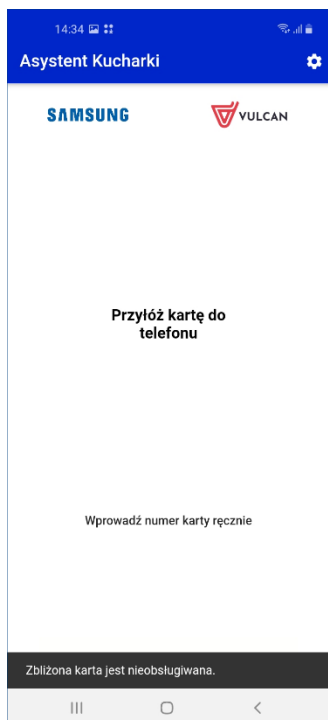 14:34
Asystent Kucharki
SAMSUNG
VULCAN
Przyłóż kartę do
telefonu
Wprowadź numer karty ręcznie
Zbliżona karta jest nieobsługiwana.